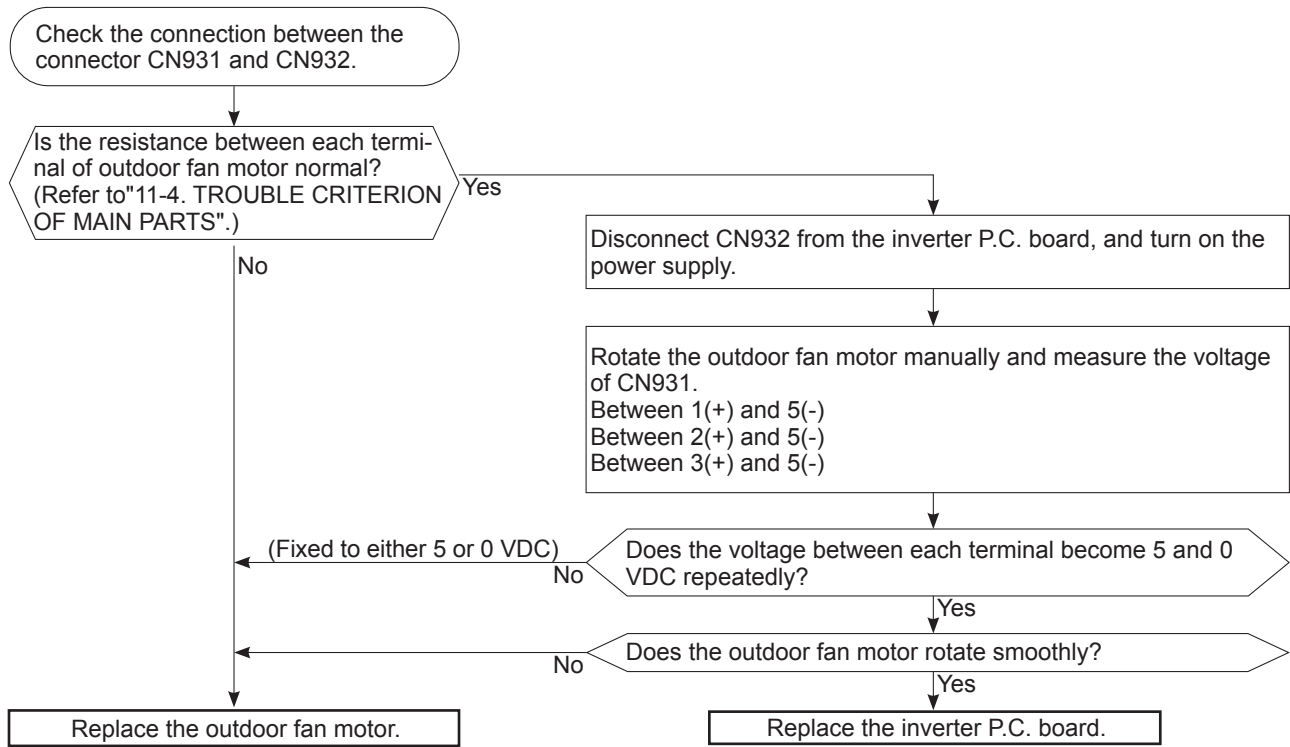 Check the connection between the
connector CN931 and CN932.
Is the resistance between each termi-
nal of outdoor fan motor normal?
(Refer to"11-4. TROUBLE CRITERION
OF MAIN PARTS".)
Yes
No
Disconnect CN932 from the inverter P.C. board, and turn on the
power supply.
Rotate the outdoor fan motor manually and measure the voltage
of CN931.
Between 1(+) and 5(-)
Between 2(+) and 5(-)
Between 3(+) and 5(-)
(Fixed to either 5 or 0 VDC)
No
Does the voltage between each terminal become 5 and 0
VDC repeatedly?
Yes
No
Does the outdoor fan motor rotate smoothly?
Yes
Replace the outdoor fan motor.
Replace the inverter P.C. board.